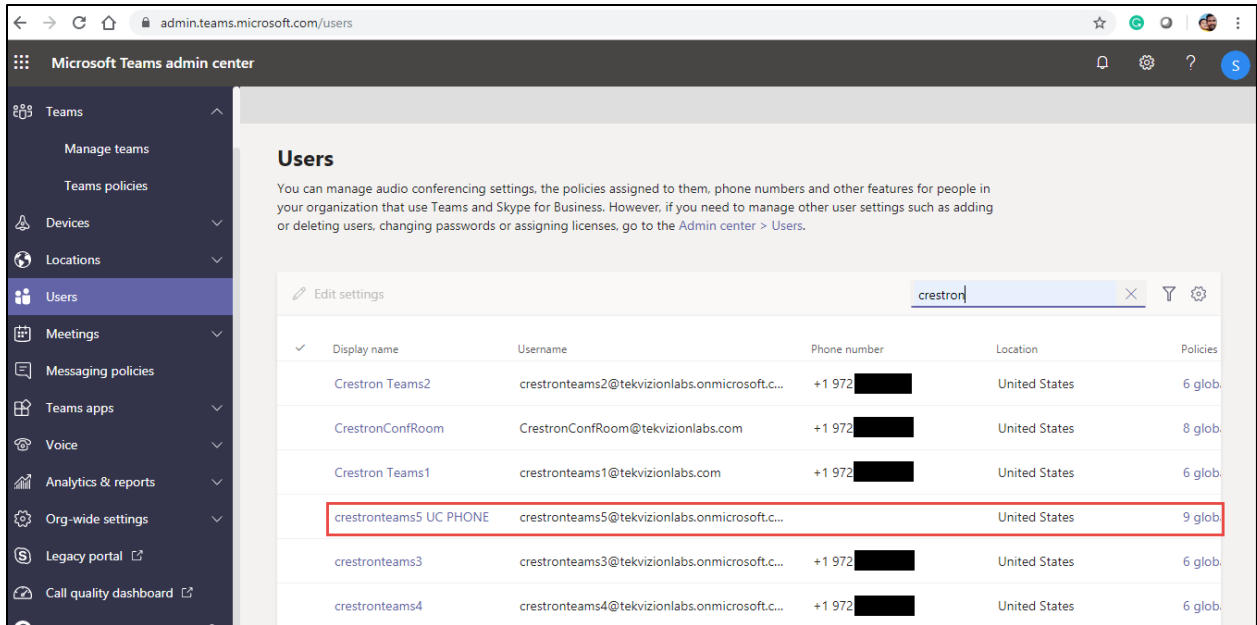 admin.teams.microsoft.com/users
Microsoft Teams admin center
S
Teams
Manage teams
Teams policies
Devices
Locations
Users
Meetings
Messaging policies
Teams apps
Voice
Analytics & reports
Org-wide settings
Legacy portal
Call quality dashboard
Users
You can manage audio conferencing settings, the policies assigned to them, phone numbers and other features for people in
your organization that use Teams and Skype for Business. However, if you need to manage other user settings such as adding
or deleting users, changing passwords or assigning licenses, go to the Admin center > Users.
Edit settings
crestron
Display name Username Phone number Location Policies
Crestron Teams2 crestronteams2@tekvizionlabs.onmicrosoft.c... +1 972 United States 6 glob
CrestronConfRoom CrestronConfRoom@tekvizionlabs.com +1 972 United States 8 glob
Crestron Teams1 crestronteams1@tekvizionlabs.com +1 972 United States 6 glob
crestronteams5 UC PHONE crestronteams5@tekvizionlabs.onmicrosoft.c... United States 9 glob
crestronteams3 crestronteams3@tekvizionlabs.onmicrosoft.c... +1 972 United States 6 glob
crestronteams4 crestronteams4@tekvizionlabs.onmicrosoft.c... +1 972 United States 6 glob